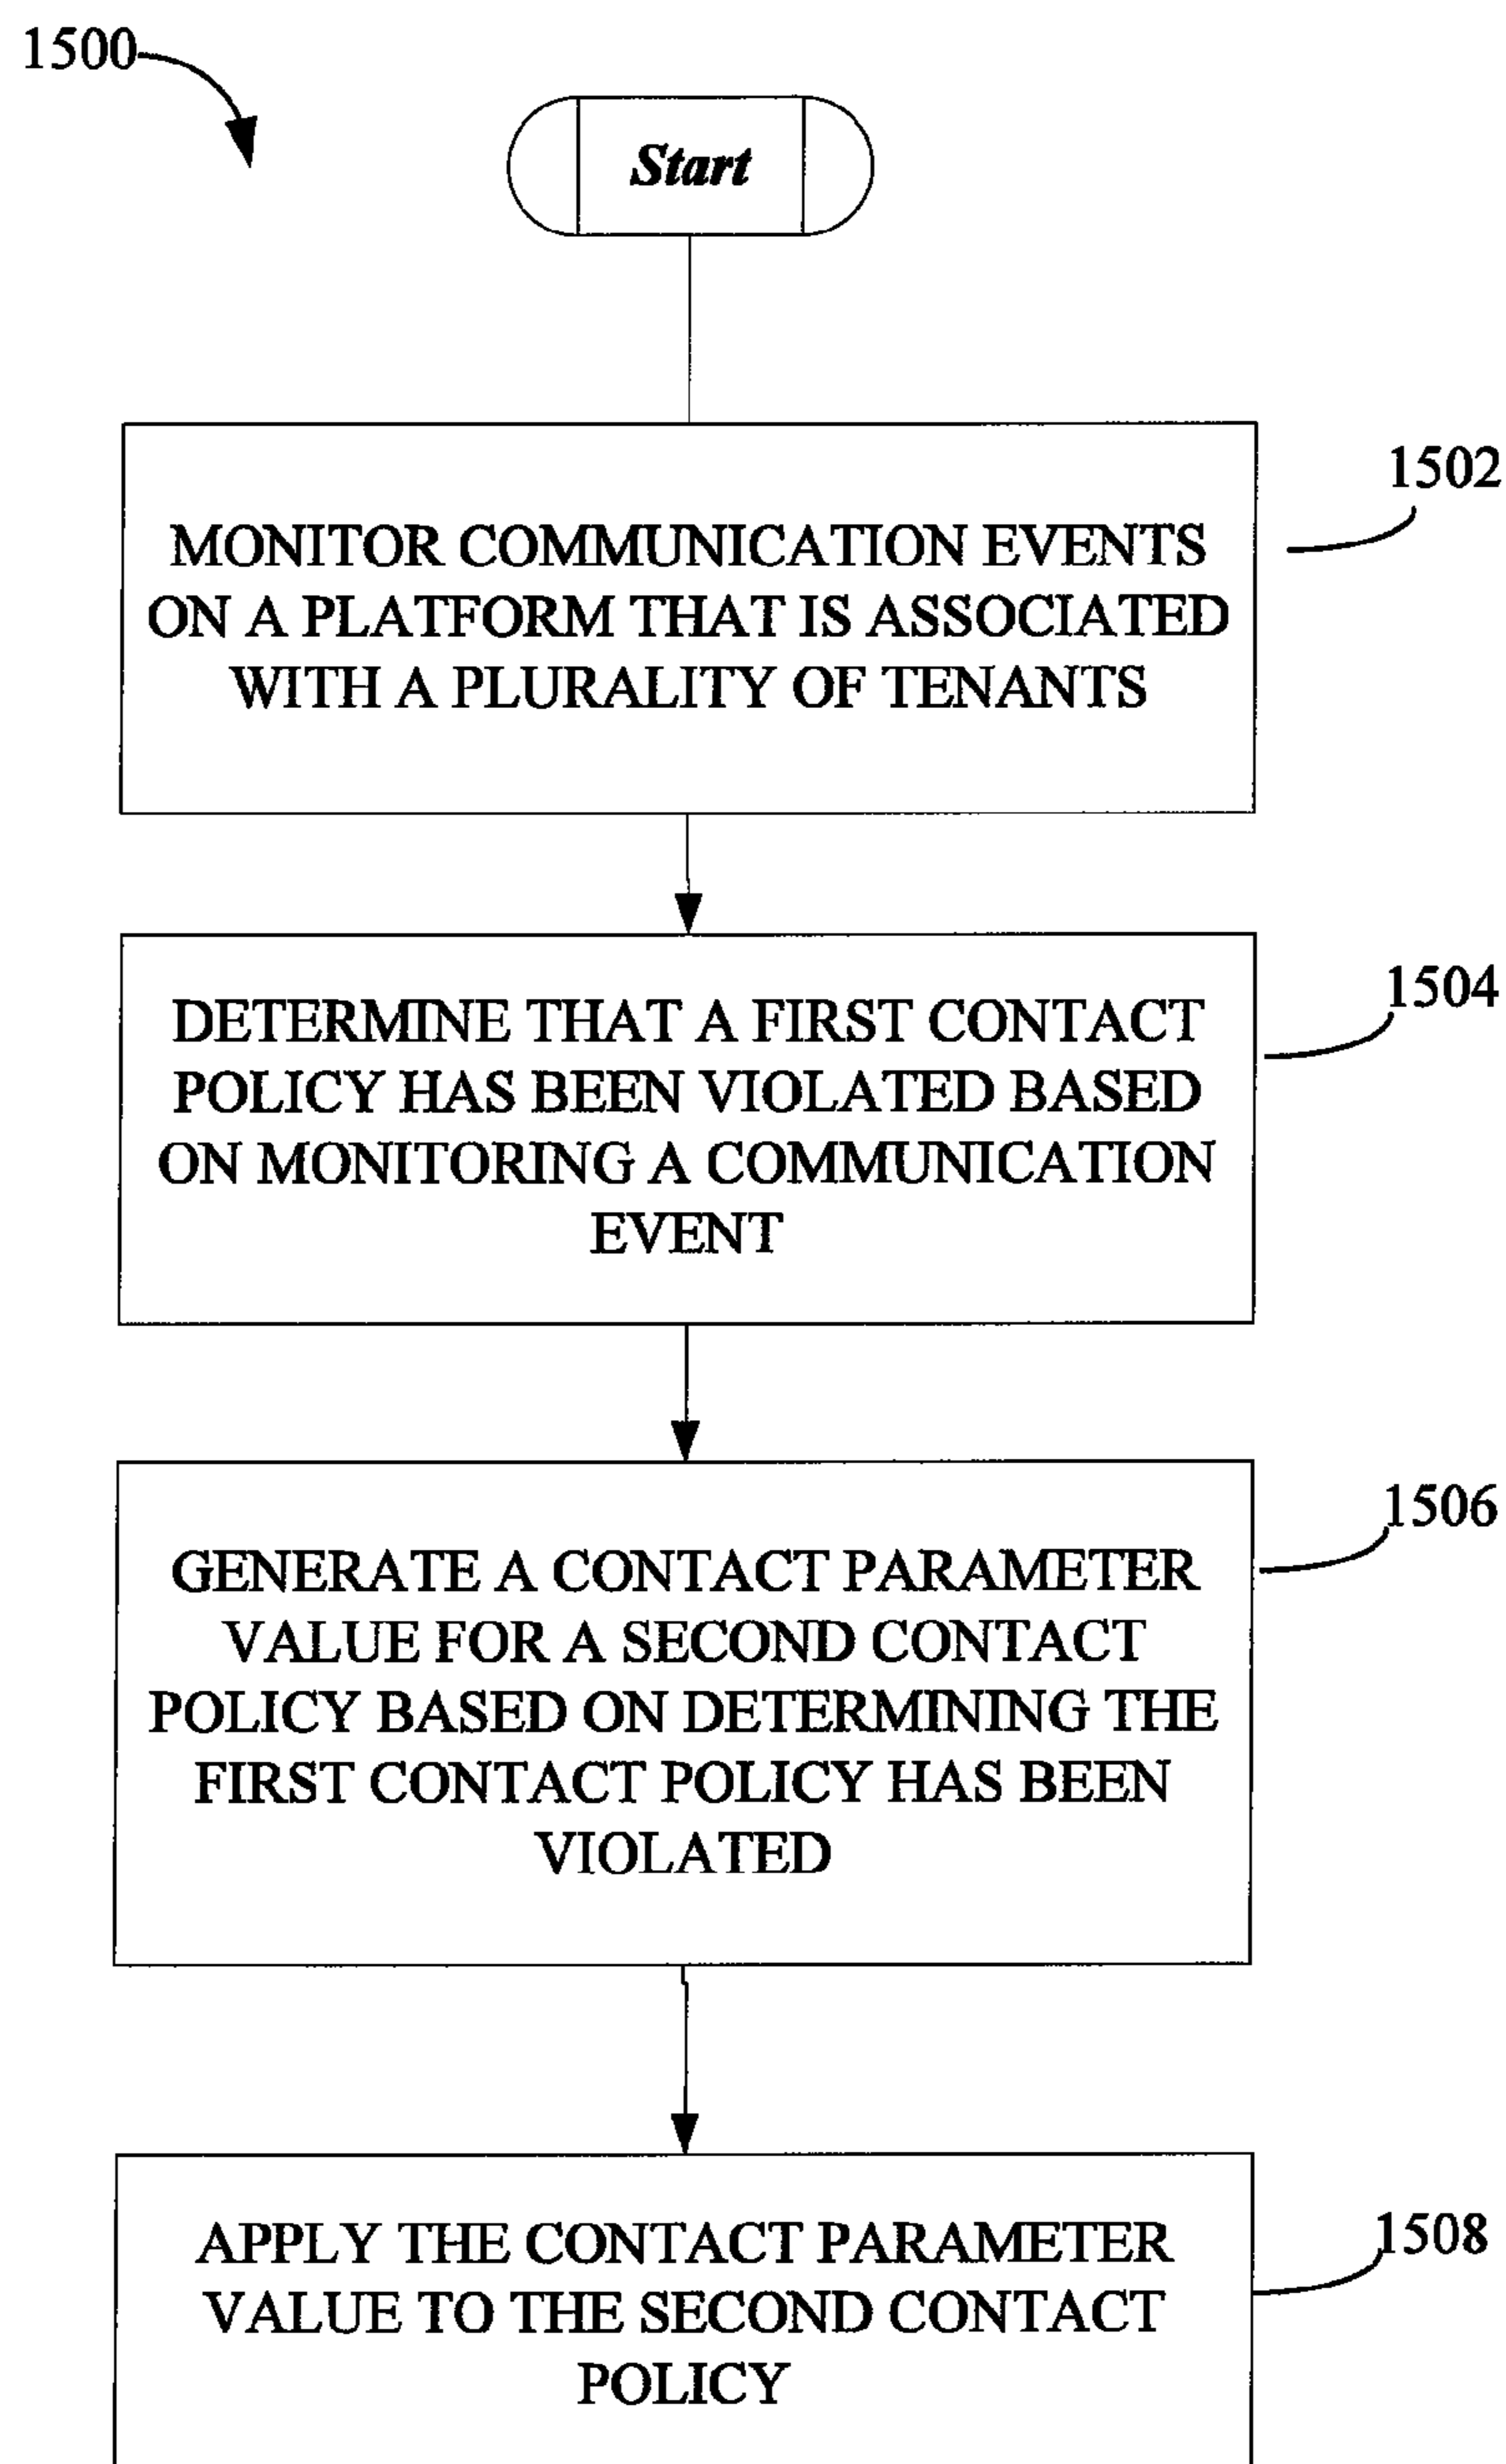 1500
Start
1502
MONITOR COMMUNICATION EVENTS
ON A PLATFORM THAT IS ASSOCIATED
WITH A PLURALITY OF TENANTS
1504
DETERMINE THAT A FIRST CONTACT
POLICY HAS BEEN VIOLATED BASED
ON MONITORING A COMMUNICATION
EVENT
1506
GENERATE A CONTACT PARAMETER
VALUE FOR A SECOND CONTACT
POLICY BASED ON DETERMINING THE
FIRST CONTACT POLICY HAS BEEN
VIOLATED
1508
APPLY THE CONTACT PARAMETER
VALUE TO THE SECOND CONTACT
POLICY